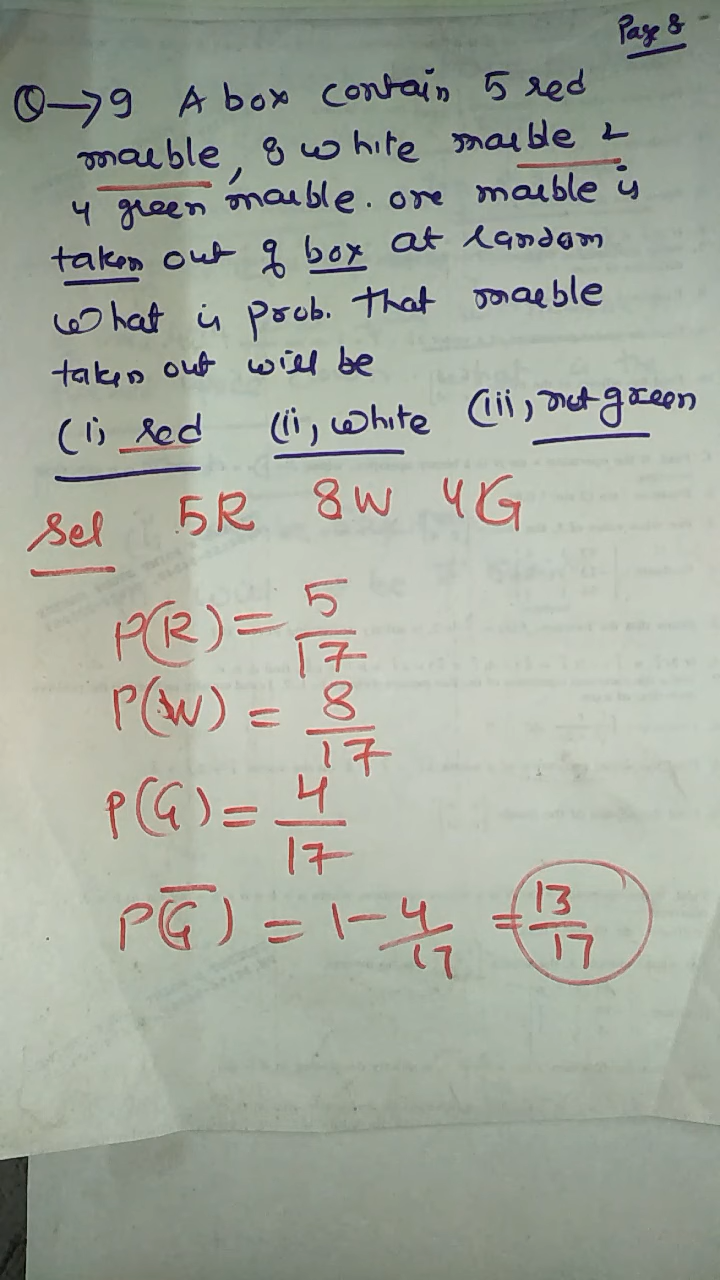 Page 8
Q→9 A box contain 5 red
marble, 8 white marble &
4 green marble. one marble is
taken out of box at random
What is prob. that marble
taken out will be
(i) red (ii) white (iii) not green
Sol 5R 8W 4G
P(R) = 5/17
P(W) = 8/17
P(G) = 4/17
P(G̅) = 1 - 4/17 = 13/17